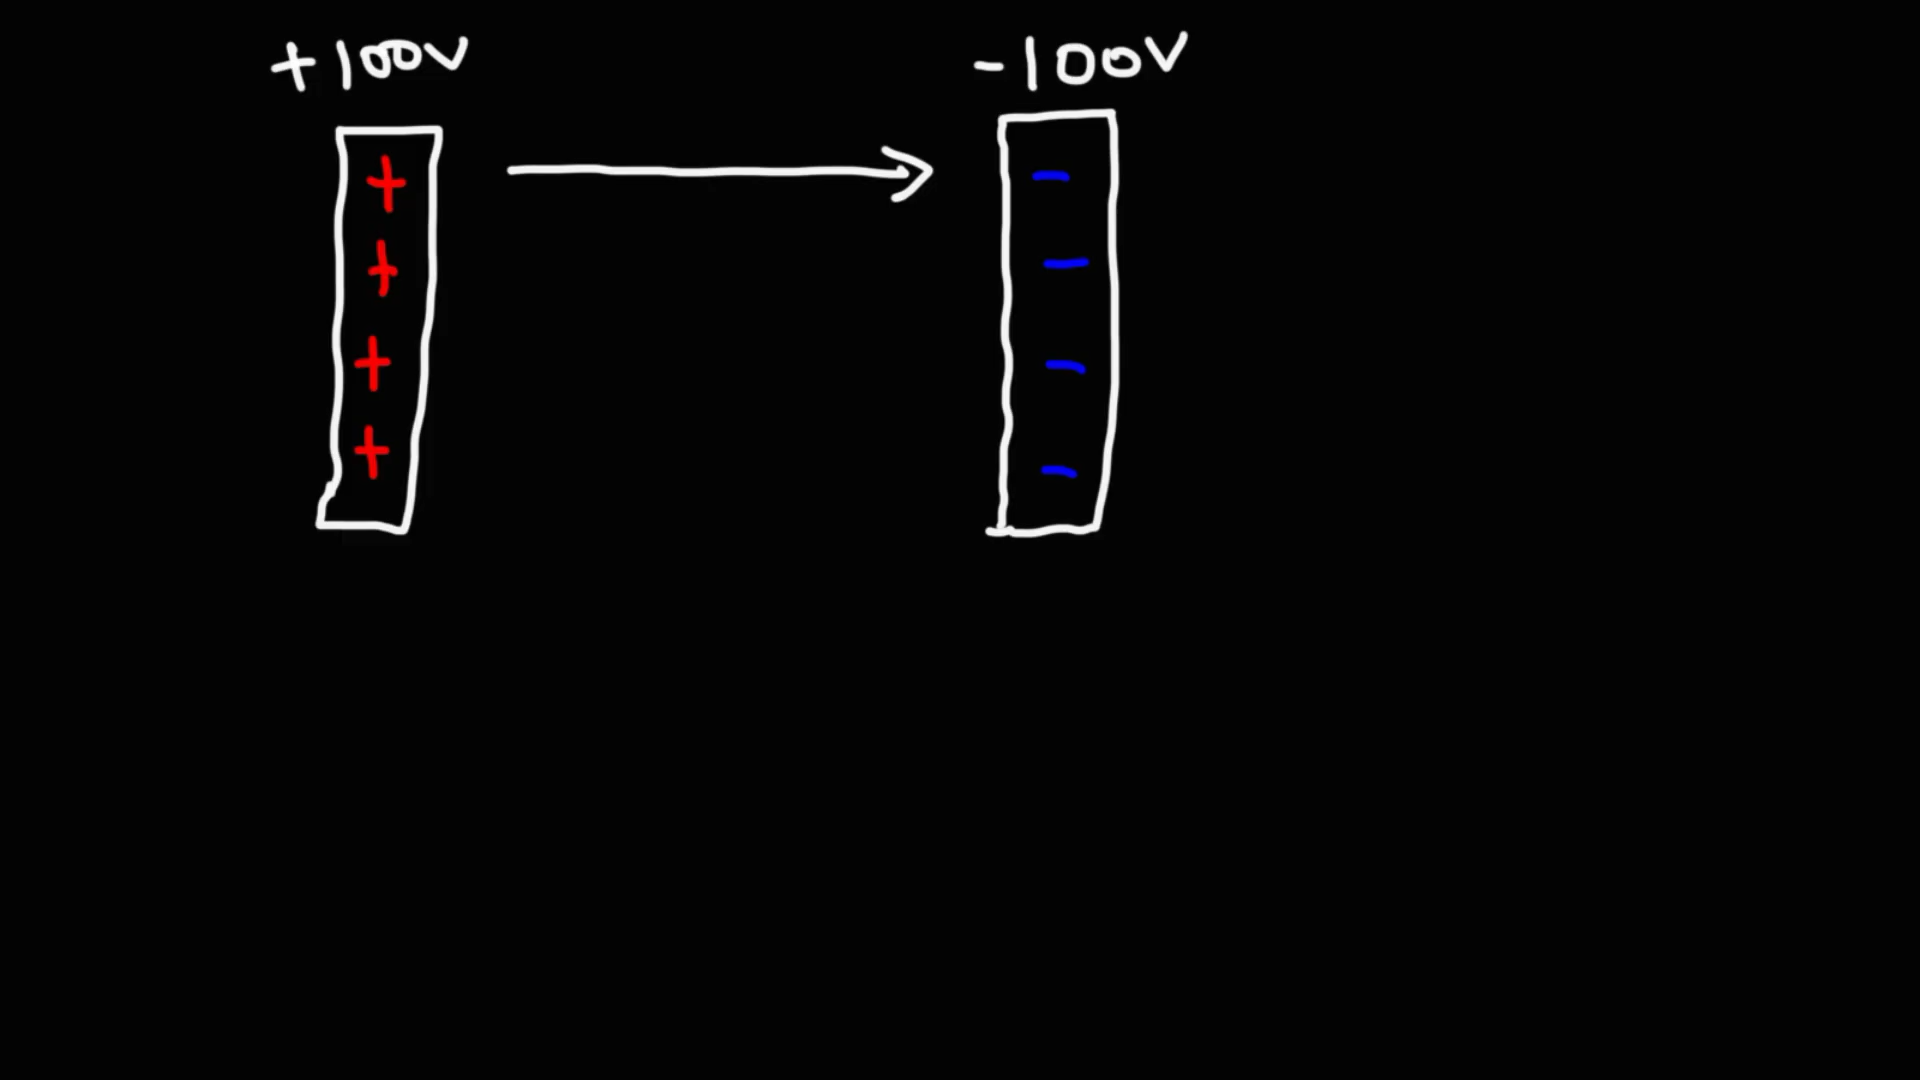 +100V -100V
+ -
+ -
+ -
+ -